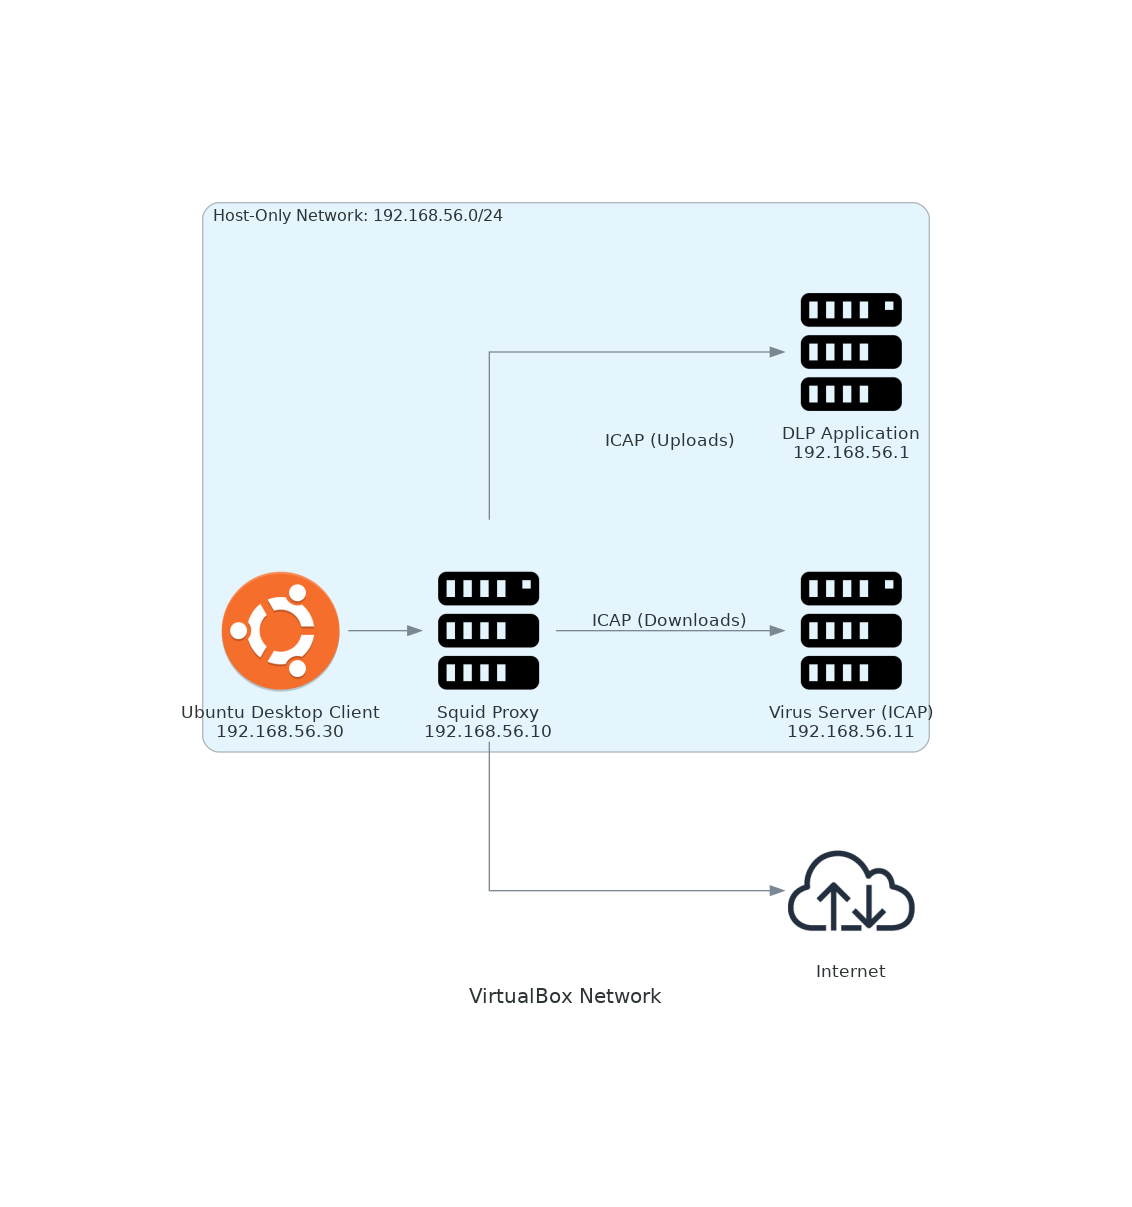 Host-Only Network: 192.168.56.0/24
ICAP (Uploads)
DLP Application
192.168.56.1
ICAP (Downloads)
Ubuntu Desktop Client
192.168.56.30
Squid Proxy
192.168.56.10
Virus Server (ICAP)
192.168.56.11
Internet
VirtualBox Network